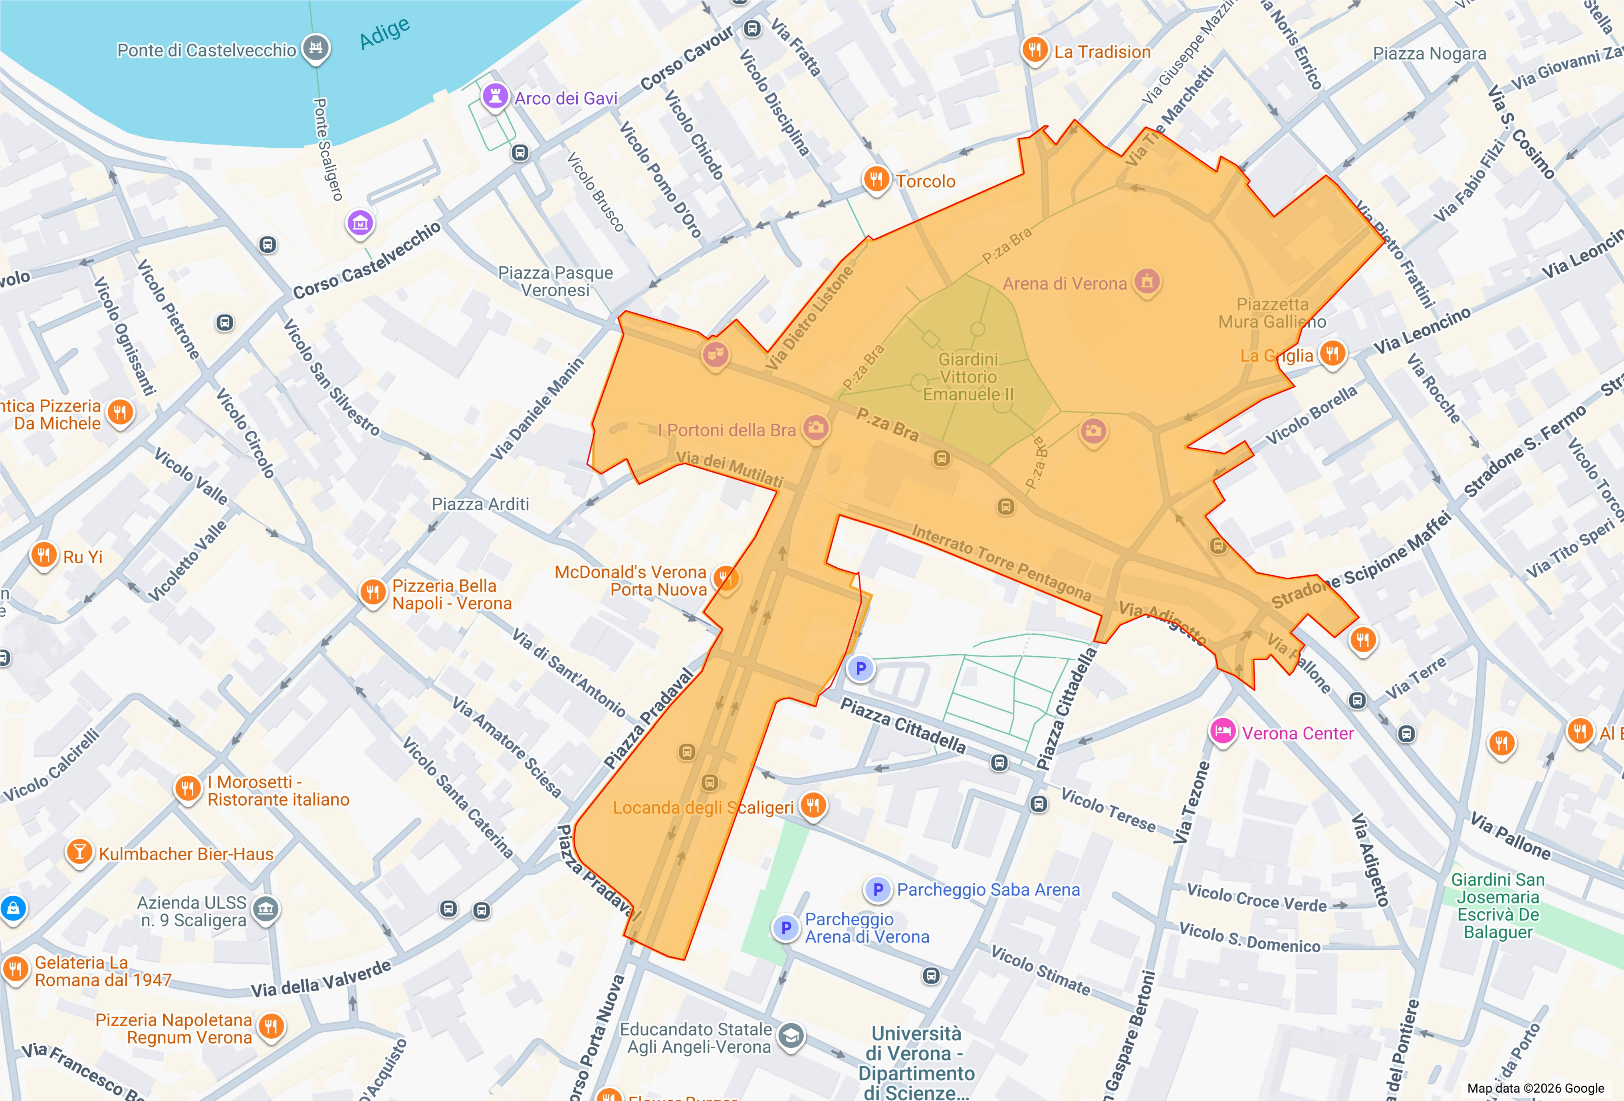 Adige
Ponte di Castelvecchio
Ponte Scaligero
Arco dei Gavi
Corso Cavour
Via Fratta
Vicolo Disciplina
Vicolo Chiodo
Vicolo Pomo D'Oro
Vicolo Brusco
La Tradision
Via Giuseppe Mazzini
Via Noris Enrico
Piazza Nogara
Via Giovanni Za
Via S. Cosimo
Via Fabio Filzi
Via Tre Marchetti
Torcolo
Corso Castelvecchio
Piazza Pasque
Veronesi
P.za Bra
Arena di Verona
Via Pietro Frattini
Via Leoncino
Piazzetta
Mura Gallieno
Via Leoncino
La Griglia
Via Rocche
Vicolo Borella
Stradone S. Fermo
Vicolo Pietrone
Vicolo Ognissanti
Vicolo San Silvestro
Vicolo Circolo
Via Dietro Listone
P.za Bra
Giardini
Vittorio
Emanuele II
Via Daniele Manin
I Portoni della Bra
P.za Bra
P.za Bra
Via dei Mutilati
Da Michele
Vicolo Valle
Vicoletto Valle
Piazza Arditi
Ru Yi
Pizzeria Bella
Napoli - Verona
McDonald's Verona
Porta Nuova
Interrato Torre Pentagona
Stradone Scipione Maffei
Via Tito Speri
Via Adigetto
Via Pallone
Via Terre
Via di Sant'Antonio
Via Amatore Sciesa
Piazza Pradaval
Piazza Cittadella
Piazza Cittadella
Verona Center
Vicolo Calcirelli
Vicolo Santa Caterina
I Morosetti -
Ristorante italiano
Locanda degli Scaligeri
Vicolo Terese
Via Tezone
Via Adigetto
Via Pallone
Kulmbacher Bier-Haus
Piazza Pradaval
Parcheggio Saba Arena
Parcheggio
Arena di Verona
Azienda ULSS
n. 9 Scaligera
Vicolo Croce Verde
Vicolo S. Domenico
Giardini San
Josemaria
Escrivà De
Balaguer
Gelateria La
Romana dal 1947
Via della Valverde
Vicolo Stimate
Pizzeria Napoletana
Regnum Verona
Educandato Statale
Agli Angeli-Verona
Università
di Verona -
Dipartimento
di Scienze...
Via Francesco
D'Acquisto
Corso Porta Nuova
Gaspare Bertoni
del Pontiere
da Porto
Map data ©2026 Google